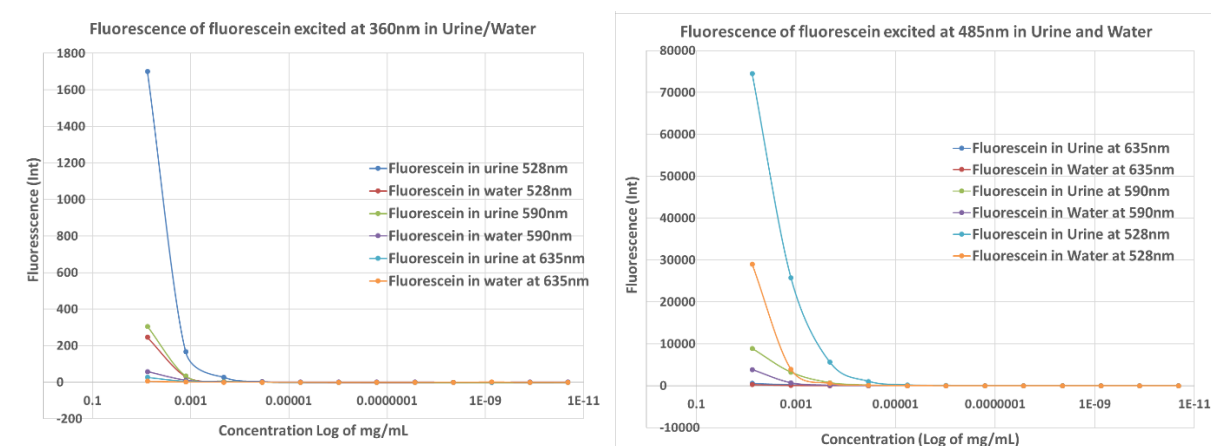 Fluorescence of fluorescein excited at 360nm in Urine/Water
1800
1600
1400
1200
1000
800
600
400
200
0
-200
Fluoresscence (Int)
0.1
0.001
0.00001
0.0000001
1E-09
1E-11
Concentration Log of mg/mL
Fluorescein in urine 528nm
Fluorescein in water 528nm
Fluorescein in urine 590nm
Fluorescein in water 590nm
Fluorescein in urine at 635nm
Fluorescein in water at 635nm
Fluorescence of fluorescein excited at 485nm in Urine and Water
80000
70000
60000
50000
40000
30000
20000
10000
0
-10000
Fluorescence (Int)
0.1
0.001
0.00001
0.0000001
1E-09
1E-11
Concentration (Log of mg/mL)
Fluorescein in Urine at 635nm
Fluorescein in Water at 635nm
Fluorescein in Urine at 590nm
Fluorescein in Water at 590nm
Fluorescein in Urine at 528nm
Fluorescein in Water at 528nm